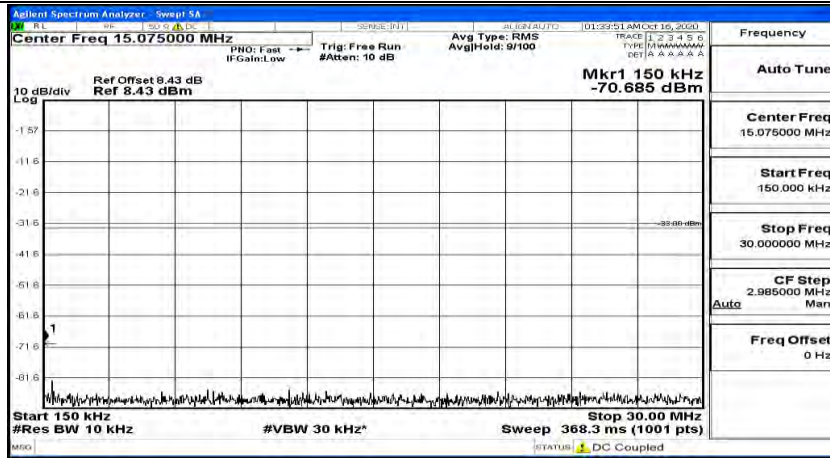 Agilent Spectrum Analyzer - Swept SA
RL RF 50 Ω DC SENSE:INT ALIGN AUTO 01:33:51 AM Oct 16, 2020
Center Freq 15.075000 MHz
PNO: Fast
IFGain:Low
Trig: Free Run
#Atten: 10 dB
Avg Type: RMS
Avg|Hold: 9/100
TRACE 1 2 3 4 5 6
TYPE MWWWWW
DET A A A A A A
Ref Offset 8.43 dB
10 dB/div Ref 8.43 dBm
Log
Mkr1 150 kHz
-70.685 dBm
-1.57
-11.6
-21.6
-31.6
-33.00 dBm
-41.6
-51.6
-61.6
1
-71.6
-81.6
Start 150 kHz Stop 30.00 MHz
#Res BW 10 kHz #VBW 30 kHz* Sweep 368.3 ms (1001 pts)
MSG STATUS DC Coupled
Frequency
Auto Tune
Center Freq
15.075000 MHz
Start Freq
150.000 kHz
Stop Freq
30.000000 MHz
CF Step
2.985000 MHz
Auto Man
Freq Offset
0 Hz